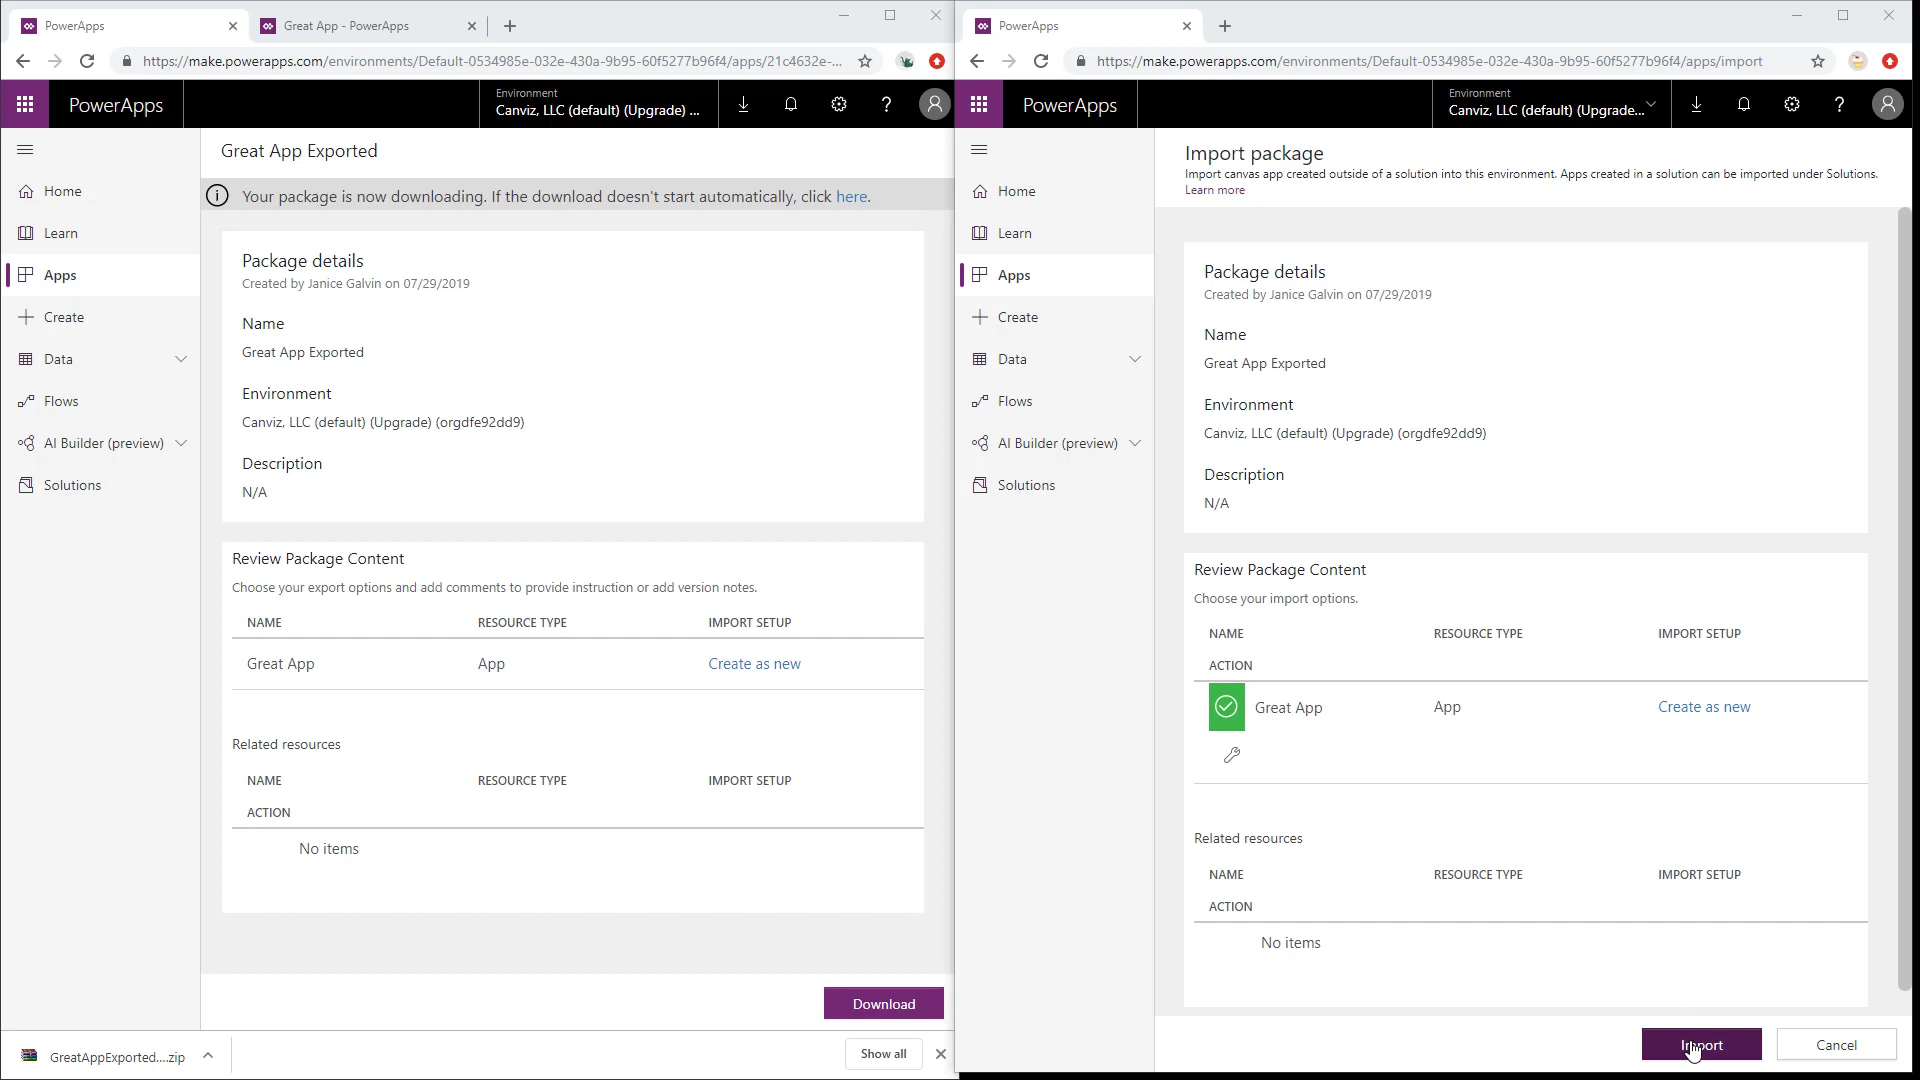 PowerApps
Great App - PowerApps
https://make.powerapps.com/environments/Default-0534985e-032e-430a-9b95-60f5277b96f4/apps/21c4632e-...
PowerApps
Environment
Canviz, LLC (default) (Upgrade) ...
Home
Learn
Apps
Create
Data
Flows
AI Builder (preview)
Solutions
Great App Exported
Your package is now downloading. If the download doesn't start automatically, click here.
Package details
Created by Janice Galvin on 07/29/2019
Name
Great App Exported
Environment
Canviz, LLC (default) (Upgrade) (orgdfe92dd9)
Description
N/A
Review Package Content
Choose your export options and add comments to provide instruction or add version notes.
NAME RESOURCE TYPE IMPORT SETUP
Great App App Create as new
Related resources
NAME RESOURCE TYPE IMPORT SETUP
ACTION
No items
Download
GreatAppExported....zip
Show all
PowerApps
https://make.powerapps.com/environments/Default-0534985e-032e-430a-9b95-60f5277b96f4/apps/import
PowerApps
Environment
Canviz, LLC (default) (Upgrade...
Home
Learn
Apps
Create
Data
Flows
AI Builder (preview)
Solutions
Import package
Import canvas app created outside of a solution into this environment. Apps created in a solution can be imported under Solutions.
Learn more
Package details
Created by Janice Galvin on 07/29/2019
Name
Great App Exported
Environment
Canviz, LLC (default) (Upgrade) (orgdfe92dd9)
Description
N/A
Review Package Content
Choose your import options.
NAME RESOURCE TYPE IMPORT SETUP
ACTION
Great App App Create as new
Related resources
NAME RESOURCE TYPE IMPORT SETUP
ACTION
No items
Import
Cancel